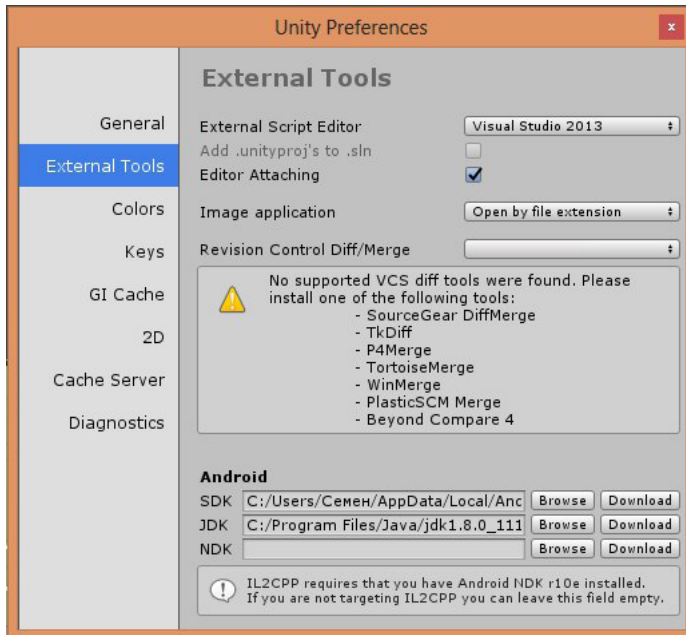 Unity Preferences
x
External Tools
General
External Tools
Colors
Keys
GI Cache
2D
Cache Server
Diagnostics
External Script Editor Visual Studio 2013
Add .unityproj's to .sln
Editor Attaching
Image application Open by file extension
Revision Control Diff/Merge
No supported VCS diff tools were found. Please
install one of the following tools:
- SourceGear DiffMerge
- TkDiff
- P4Merge
- TortoiseMerge
- WinMerge
- PlasticSCM Merge
- Beyond Compare 4
Android
SDK C:/Users/Семен/AppData/Local/Anc Browse Download
JDK C:/Program Files/Java/jdk1.8.0_111 Browse Download
NDK Browse Download
IL2CPP requires that you have Android NDK r10e installed.
If you are not targeting IL2CPP you can leave this field empty.